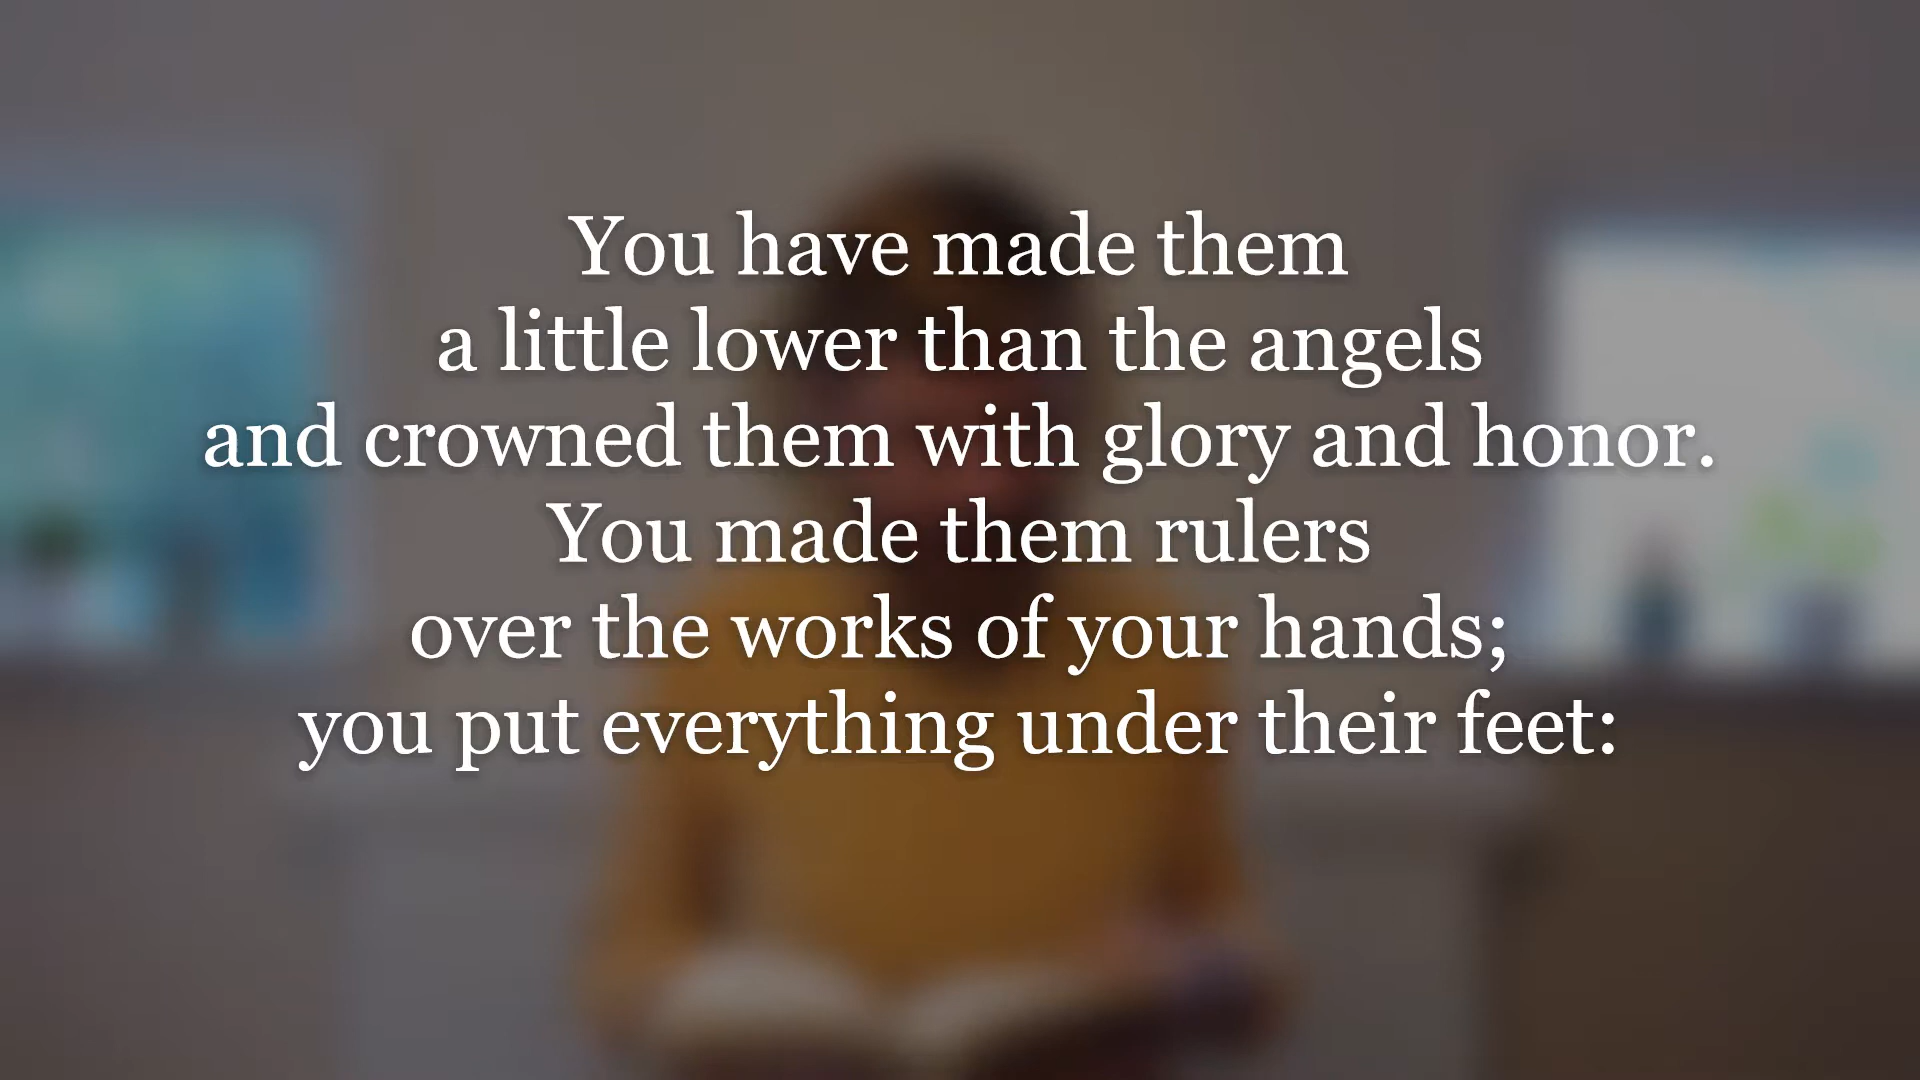 You have made them
a little lower than the angels
and crowned them with glory and honor.
You made them rulers
over the works of your hands;
you put everything under their feet: